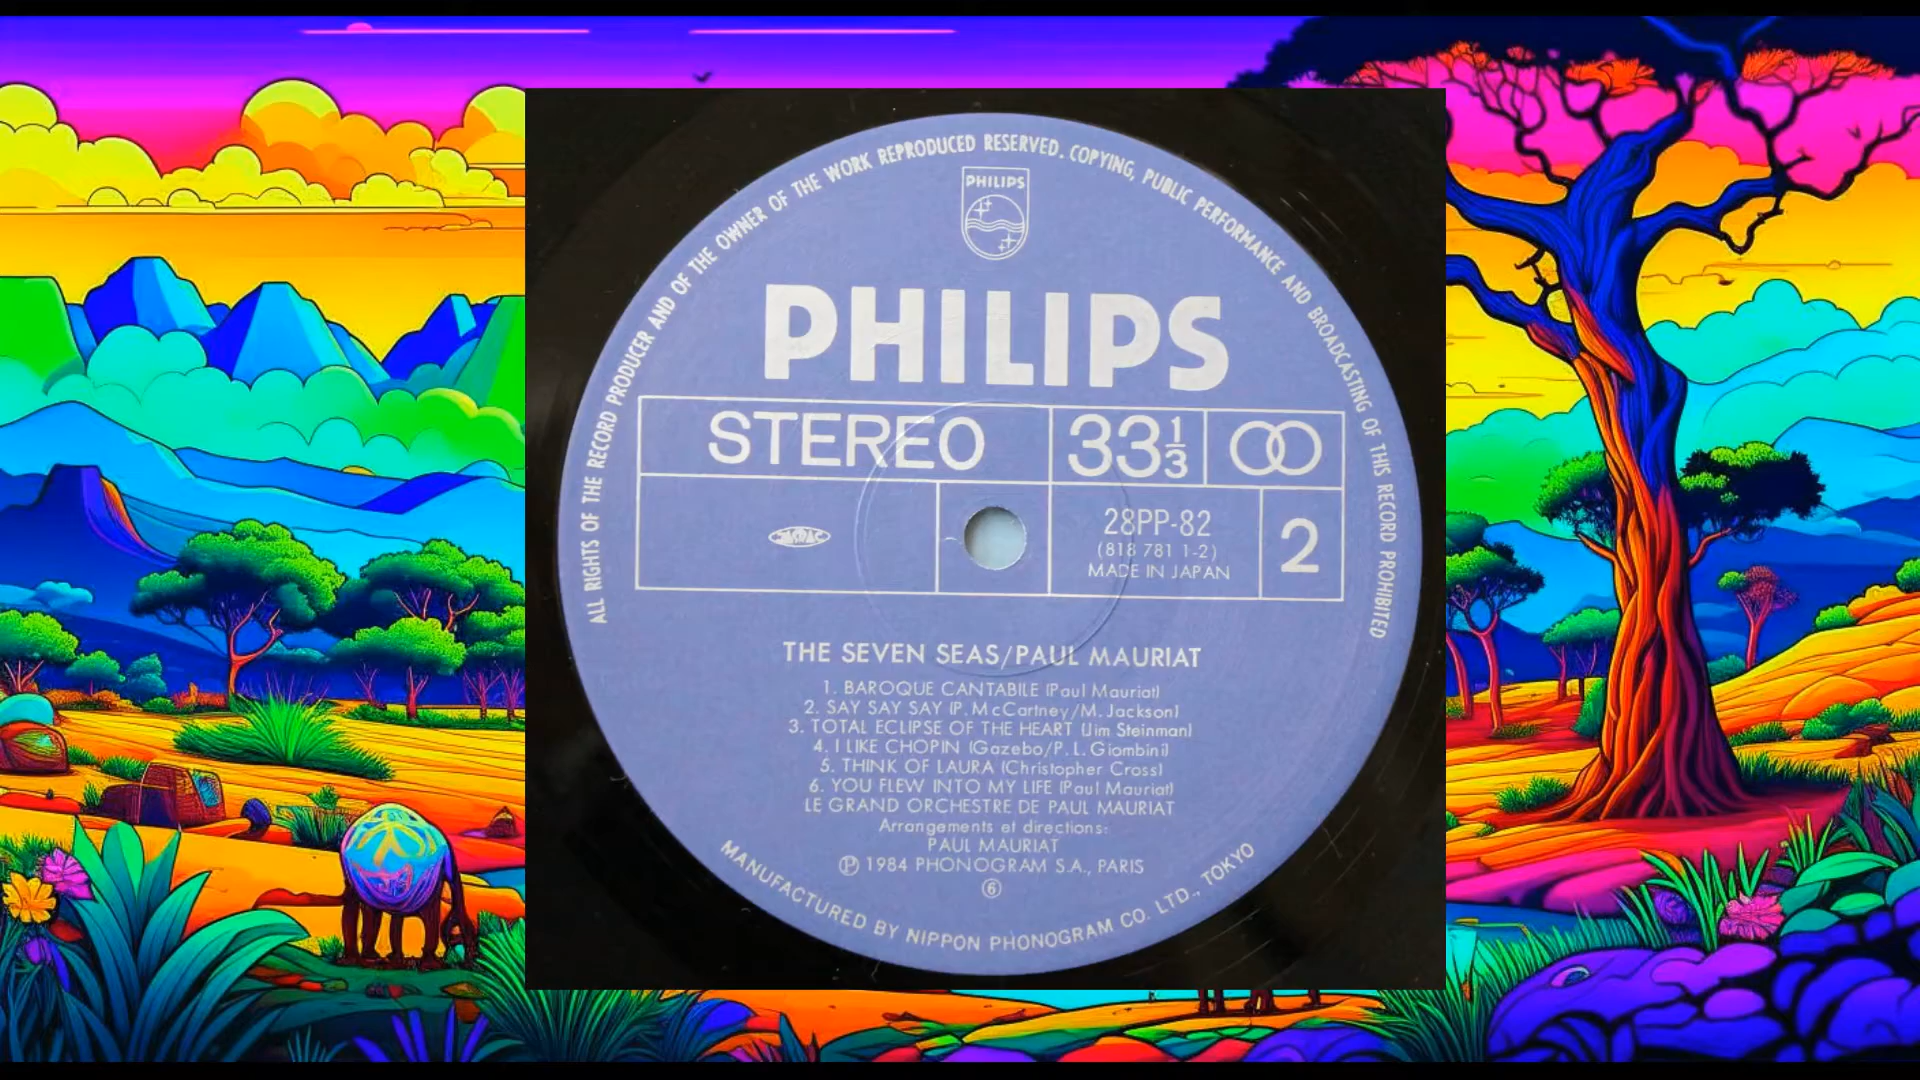 ALL RIGHTS OF THE RECORD PRODUCER AND OF THE OWNER OF THE WORK REPRODUCED RESERVED. COPYING, PUBLIC PERFORMANCE AND BROADCASTING OF THIS RECORD PROHIBITED
PHILIPS
PHILIPS
STEREO 33 1/3
JASRAC
28PP-82
(818 781 1-2)
MADE IN JAPAN
2
THE SEVEN SEAS/PAUL MAURIAT
1. BAROQUE CANTABILE (Paul Mauriat)
2. SAY SAY SAY (P. McCartney/M. Jackson)
3. TOTAL ECLIPSE OF THE HEART (Jim Steinman)
4. I LIKE CHOPIN (Gazebo/P. L. Giombini)
5. THINK OF LAURA (Christopher Cross)
6. YOU FLEW INTO MY LIFE (Paul Mauriat)
LE GRAND ORCHESTRE DE PAUL MAURIAT
Arrangements et directions:
PAUL MAURIAT
Ⓟ 1984 PHONOGRAM S.A., PARIS
⑥
MANUFACTURED BY NIPPON PHONOGRAM CO. LTD., TOKYO